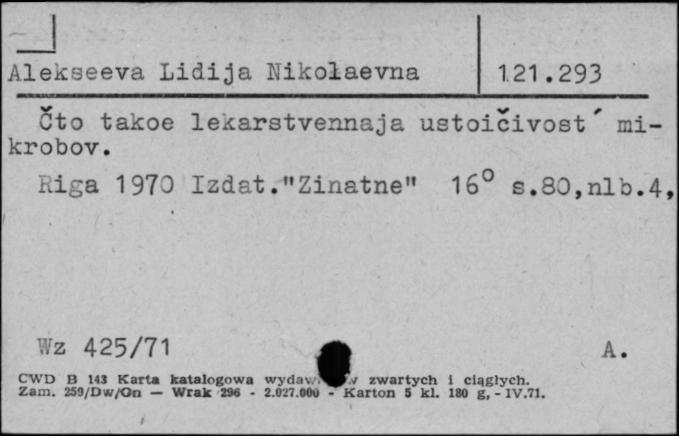 Alekseeva Lidija Nikołaevna 121.293
Čto takoe lekarstvennaja ustoičivost´ mi-
krobov.
Riga 1970 Izdat."Zinatne" 16° s.80,nlb.4,
Wz 425/71 A.
CWD B 143 Karta katalogowa zwartych i ciągłych.
Zam. 259/Dw/Gn — Wrak 296 - 2.027.000 - Karton 5 kl. 180 g, - IV.71.